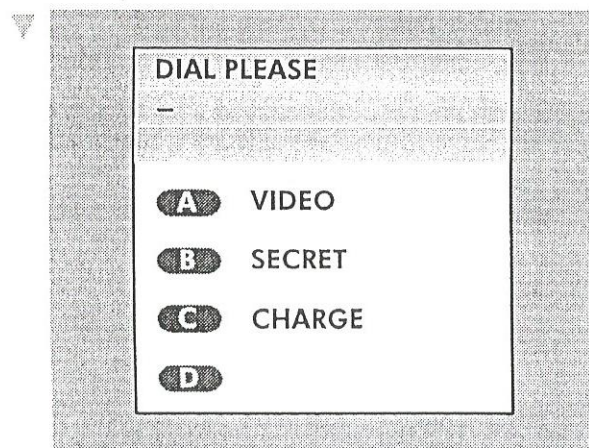 DIAL PLEASE
_
A VIDEO
B SECRET
C CHARGE
D